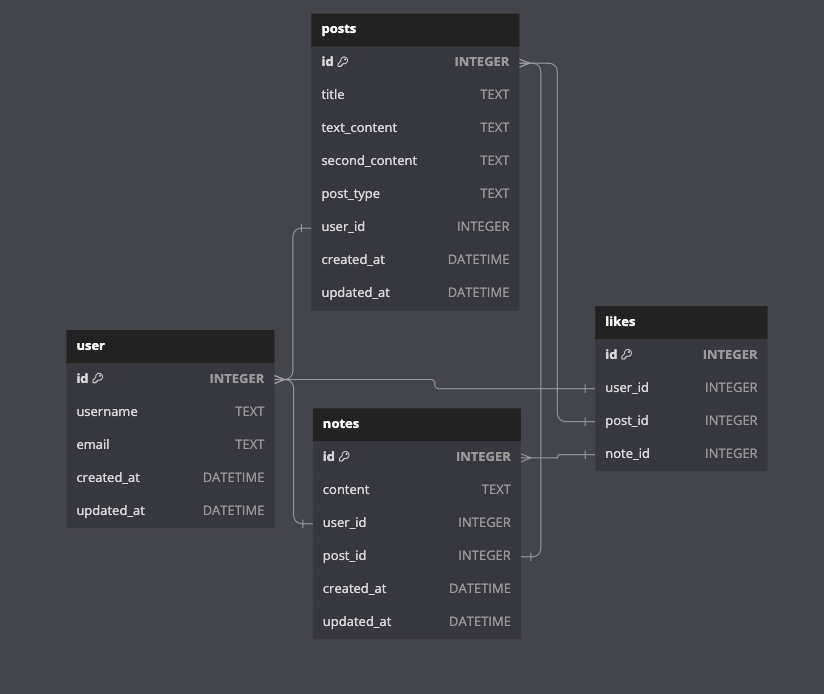 posts
id INTEGER
title TEXT
text_content TEXT
second_content TEXT
post_type TEXT
user_id INTEGER
created_at DATETIME
updated_at DATETIME
user
id INTEGER
username TEXT
email TEXT
created_at DATETIME
updated_at DATETIME
notes
id INTEGER
content TEXT
user_id INTEGER
post_id INTEGER
created_at DATETIME
updated_at DATETIME
likes
id INTEGER
user_id INTEGER
post_id INTEGER
note_id INTEGER